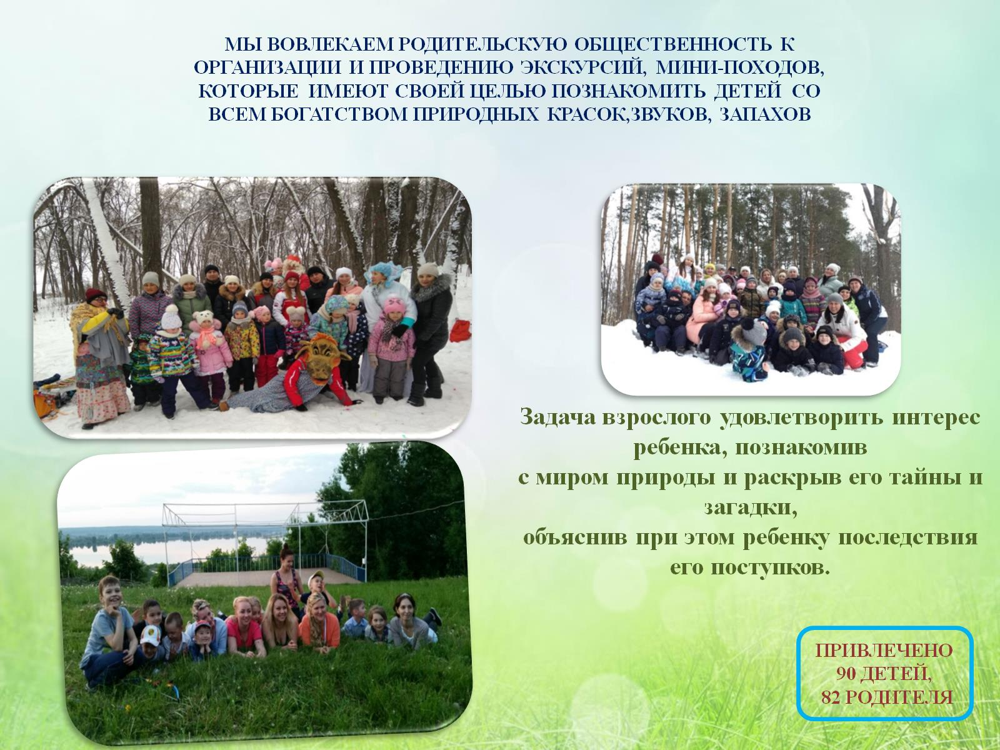 МЫ ВОВЛЕКАЕМ РОДИТЕЛЬСКУЮ ОБЩЕСТВЕННОСТЬ К
ОРГАНИЗАЦИИ И ПРОВЕДЕНИЮ ЭКСКУРСИЙ, МИНИ-ПОХОДОВ,
КОТОРЫЕ ИМЕЮТ СВОЕЙ ЦЕЛЬЮ ПОЗНАКОМИТЬ ДЕТЕЙ СО
ВСЕМ БОГАТСТВОМ ПРИРОДНЫХ КРАСОК,ЗВУКОВ, ЗАПАХОВ
Задача взрослого удовлетворить интерес
ребенка, познакомив
с миром природы и раскрыв его тайны и
загадки,
объяснив при этом ребенку последствия
его поступков.
ПРИВЛЕЧЕНО
90 ДЕТЕЙ,
82 РОДИТЕЛЯ